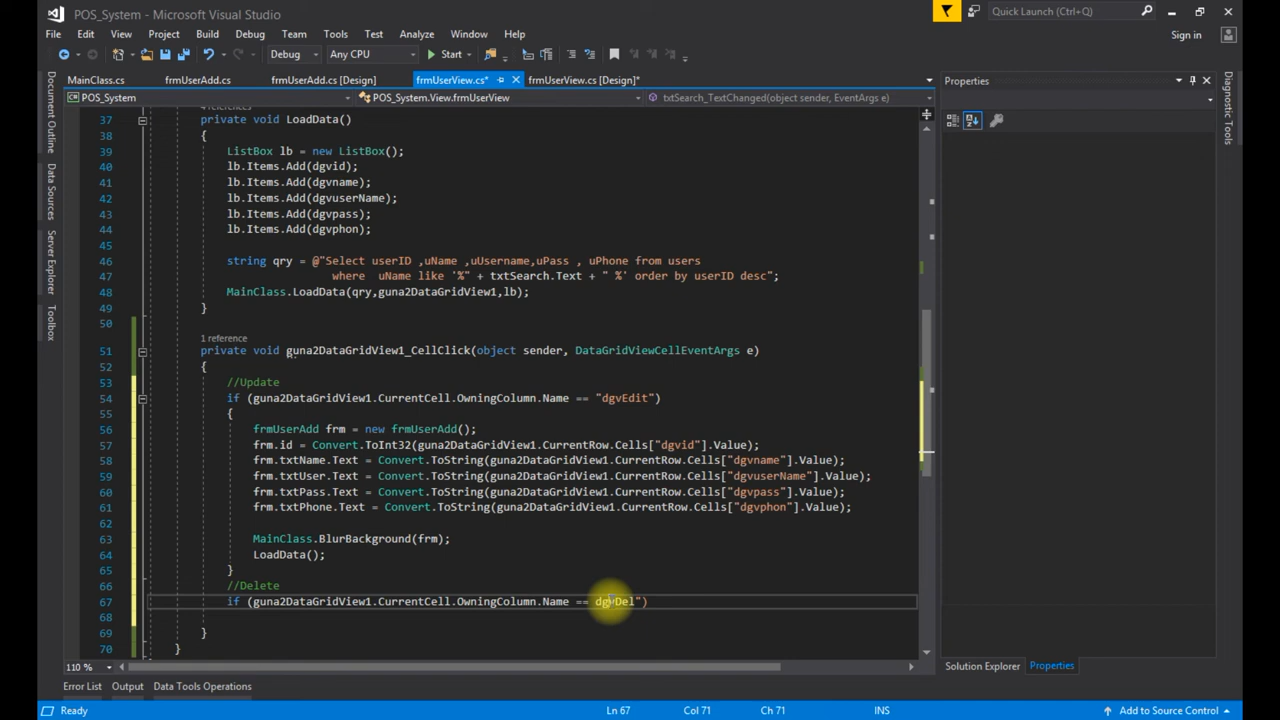 POS_System - Microsoft Visual Studio
Quick Launch (Ctrl+Q)
File Edit View Project Build Debug Team Tools Test Analyze Window Help
Sign in
Debug Any CPU Start
MainClass.cs frmUserAdd.cs frmUserAdd.cs [Design] frmUserView.cs* frmUserView.cs [Design]*
Properties
POS_System POS_System.View.frmUserView txtSearch_TextChanged(object sender, EventArgs e)
Document Outline
Data Sources
Server Explorer
Toolbox
Diagnostic Tools
4 references
37 private void LoadData()
38 {
39 ListBox lb = new ListBox();
40 lb.Items.Add(dgvid);
41 lb.Items.Add(dgvname);
42 lb.Items.Add(dgvuserName);
43 lb.Items.Add(dgvpass);
44 lb.Items.Add(dgvphon);
45
46 string qry = @"Select userID ,uName ,uUsername,uPass , uPhone from users
47 where uName like '%" + txtSearch.Text + " %' order by userID desc";
48 MainClass.LoadData(qry,guna2DataGridView1,lb);
49 }
50
1 reference
51 private void guna2DataGridView1_CellClick(object sender, DataGridViewCellEventArgs e)
52 {
53 //Update
54 if (guna2DataGridView1.CurrentCell.OwningColumn.Name == "dgvEdit")
55 {
56 frmUserAdd frm = new frmUserAdd();
57 frm.id = Convert.ToInt32(guna2DataGridView1.CurrentRow.Cells["dgvid"].Value);
58 frm.txtName.Text = Convert.ToString(guna2DataGridView1.CurrentRow.Cells["dgvname"].Value);
59 frm.txtUser.Text = Convert.ToString(guna2DataGridView1.CurrentRow.Cells["dgvuserName"].Value);
60 frm.txtPass.Text = Convert.ToString(guna2DataGridView1.CurrentRow.Cells["dgvpass"].Value);
61 frm.txtPhone.Text = Convert.ToString(guna2DataGridView1.CurrentRow.Cells["dgvphon"].Value);
62
63 MainClass.BlurBackground(frm);
64 LoadData();
65 }
66 //Delete
67 if (guna2DataGridView1.CurrentCell.OwningColumn.Name == dgvDel")
68
69 }
70 }
110 %
Solution Explorer Properties
Error List Output Data Tools Operations
Ready Ln 67 Col 71 Ch 71 INS Add to Source Control